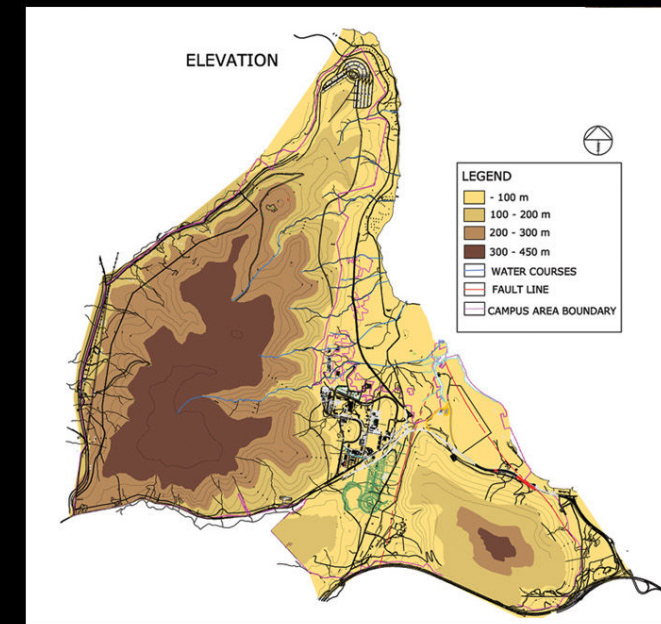 ELEVATION
LEGEND
- 100 m
100 - 200 m
200 - 300 m
300 - 450 m
WATER COURSES
FAULT LINE
CAMPUS AREA BOUNDARY